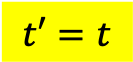 t′ = t